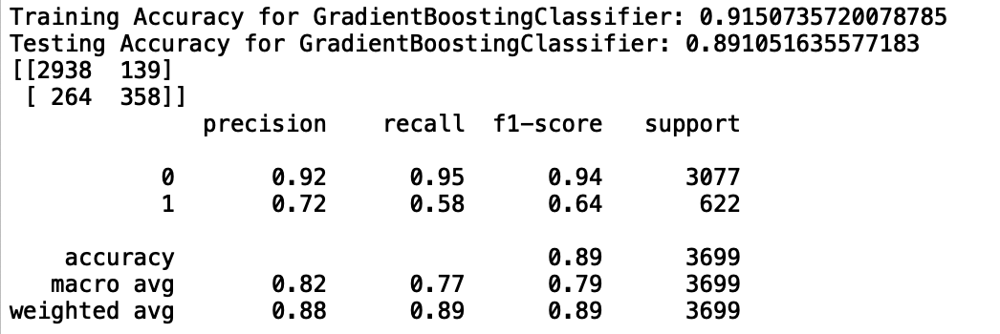 Training Accuracy for GradientBoostingClassifier: 0.9150735720078785
Testing Accuracy for GradientBoostingClassifier: 0.891051635577183
[[2938  139]
 [ 264  358]]
              precision    recall  f1-score   support

           0       0.92      0.95      0.94      3077
           1       0.72      0.58      0.64       622

    accuracy                           0.89      3699
   macro avg       0.82      0.77      0.79      3699
weighted avg       0.88      0.89      0.89      3699